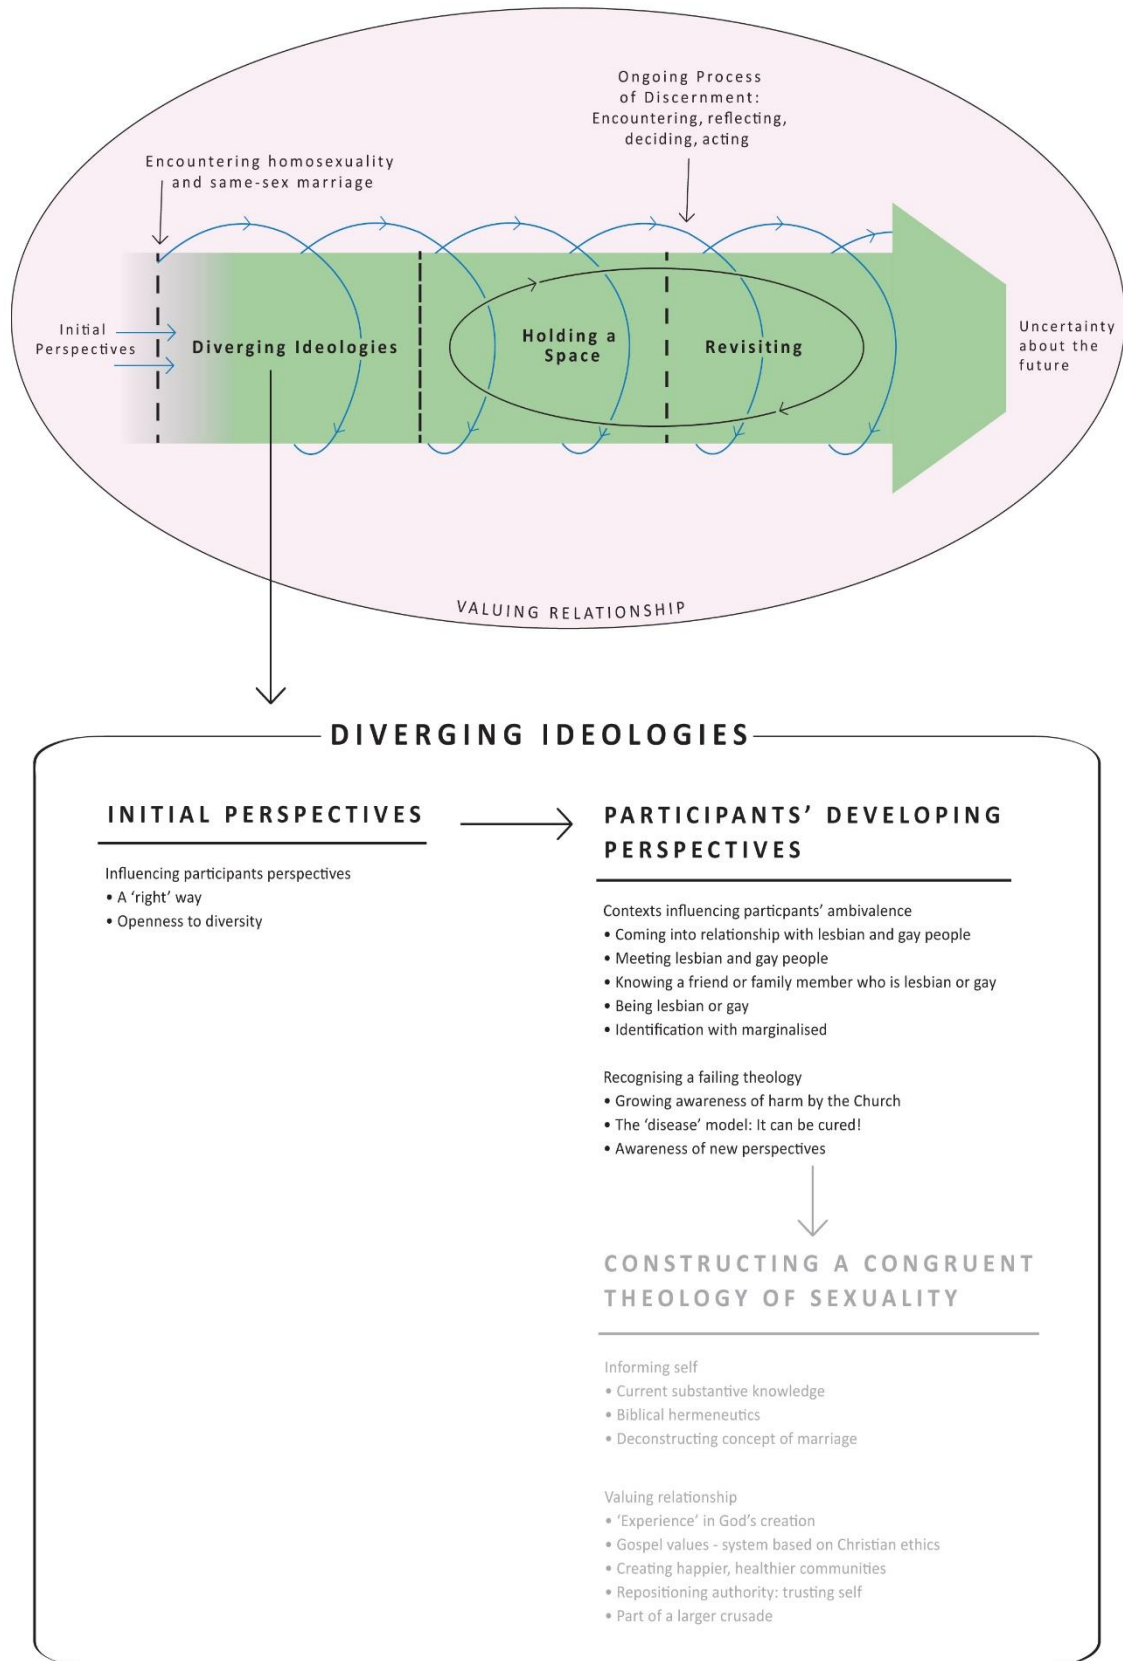 Ongoing Process
of Discernment:
Encountering, reflecting,
deciding, acting
Encountering homosexuality
and same-sex marriage
Initial
Perspectives
Diverging Ideologies
Holding a
Space
Revisiting
Uncertainty
about the
future
VALUING RELATIONSHIP
DIVERGING IDEOLOGIES
INITIAL PERSPECTIVES
Influencing participants perspectives
• A ‘right’ way
• Openness to diversity
PARTICIPANTS’ DEVELOPING
PERSPECTIVES
Contexts influencing particpants’ ambivalence
• Coming into relationship with lesbian and gay people
• Meeting lesbian and gay people
• Knowing a friend or family member who is lesbian or gay
• Being lesbian or gay
• Identification with marginalised
Recognising a failing theology
• Growing awareness of harm by the Church
• The ‘disease’ model: It can be cured!
• Awareness of new perspectives
CONSTRUCTING A CONGRUENT
THEOLOGY OF SEXUALITY
Informing self
• Current substantive knowledge
• Biblical hermeneutics
• Deconstructing concept of marriage
Valuing relationship
• ‘Experience’ in God’s creation
• Gospel values - system based on Christian ethics
• Creating happier, healthier communities
• Repositioning authority: trusting self
• Part of a larger crusade